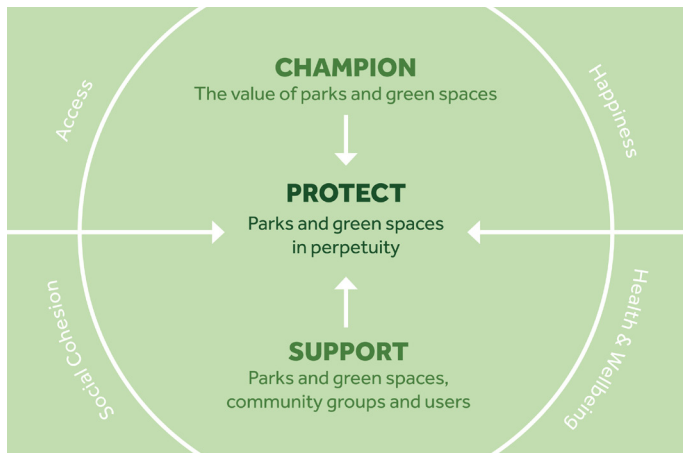 CHAMPION
The value of parks and green spaces
Access
Happiness
PROTECT
Parks and green spaces
in perpetuity
Social Cohesion
Health & Wellbeing
SUPPORT
Parks and green spaces,
community groups and users